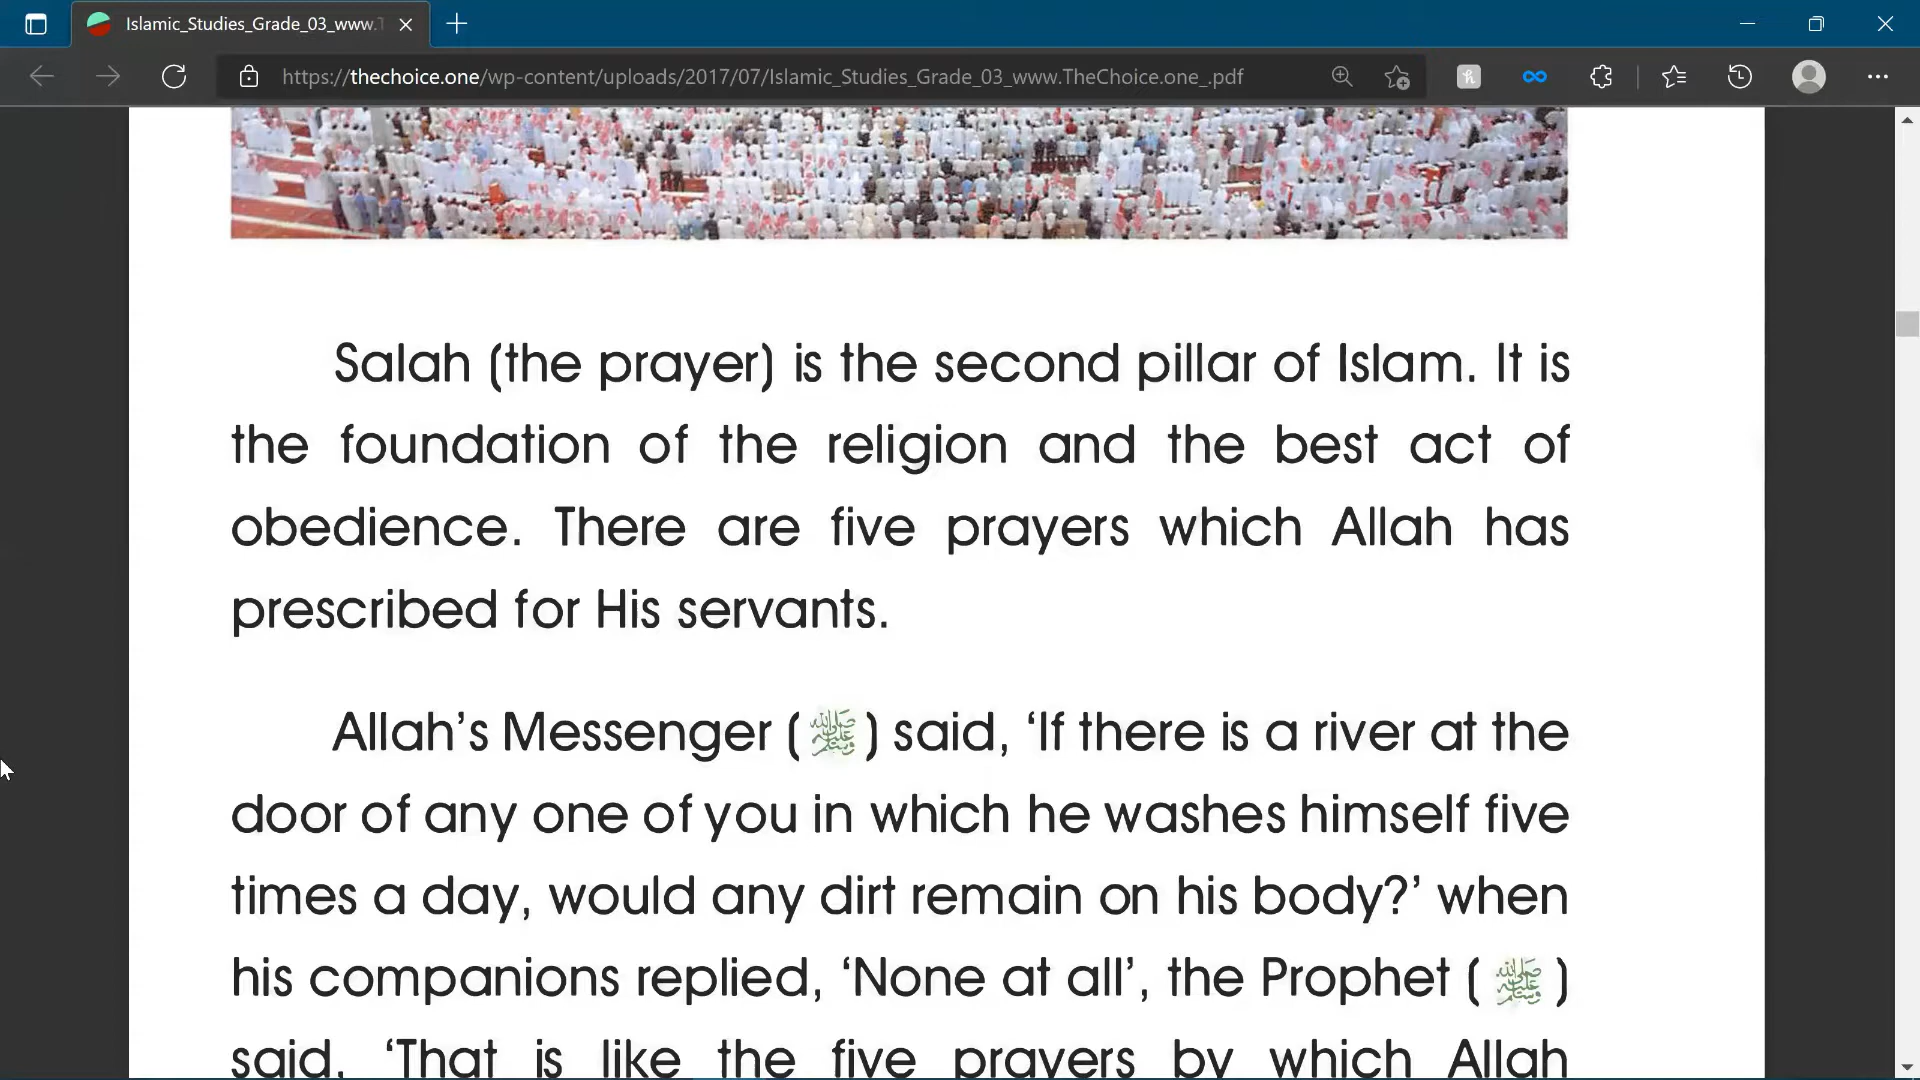 Islamic_Studies_Grade_03_www.T
https://thechoice.one/wp-content/uploads/2017/07/Islamic_Studies_Grade_03_www.TheChoice.one_.pdf
Salah (the prayer) is the second pillar of Islam. It is
the foundation of the religion and the best act of
obedience. There are five prayers which Allah has
prescribed for His servants.
Allah’s Messenger (صلى الله عليه وسلم) said, ‘If there is a river at the
door of any one of you in which he washes himself five
times a day, would any dirt remain on his body?’ when
his companions replied, ‘None at all’, the Prophet (صلى الله عليه وسلم)
said, ‘That is like the five prayers by which Allah